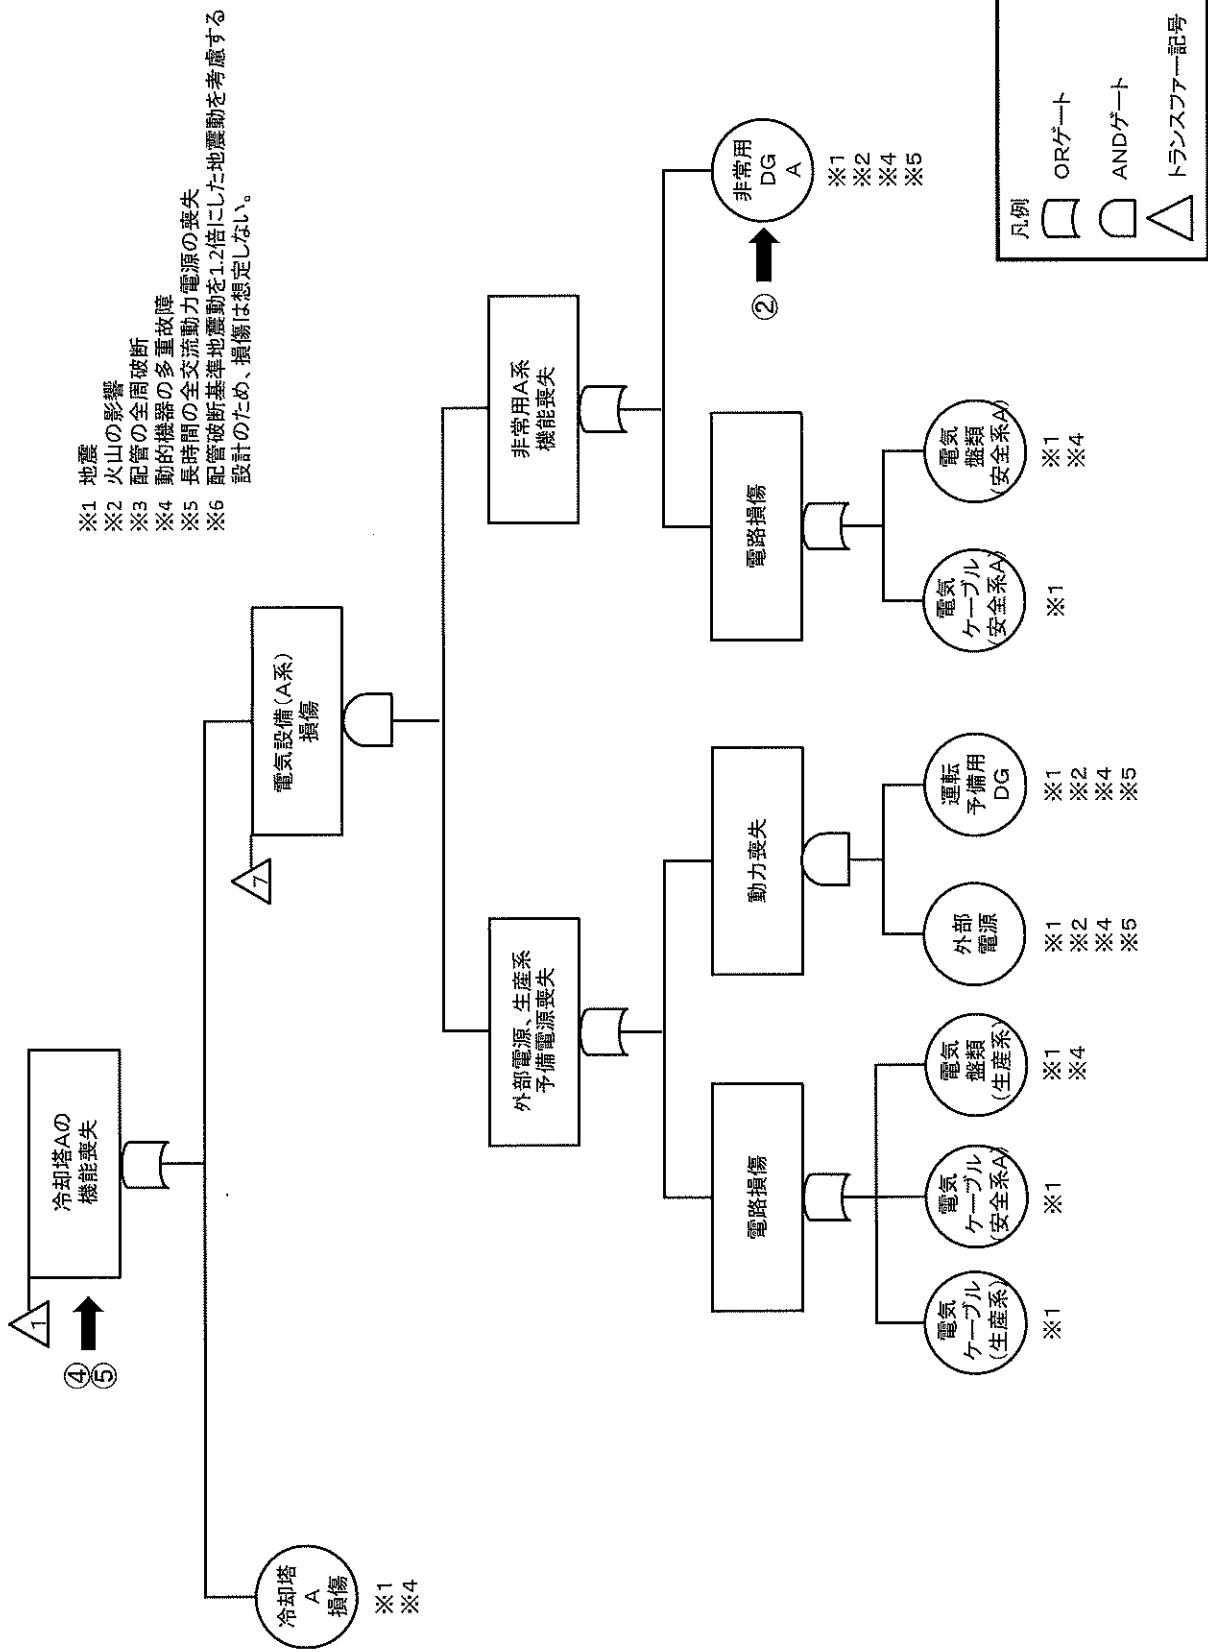 1
④
⑤
冷却塔Aの
機能喪失
※1 地震
※2 火山の影響
※3 配管の全周破断
※4 動的機器の多重故障
※5 長時間の全交流動力電源の喪失
※6 配管破断基準地震動を1.2倍にした地震動を考慮する
設計のため、損傷は想定しない。
冷却塔
A
損傷
※1
※4
7
電気設備(A系)
損傷
外部電源、生産系
予備電源喪失
非常用A系
機能喪失
電路損傷
動力喪失
電路損傷
②
非常用
DG
A
※1
※2
※4
※5
電気
ケーブル
(生産系)
※1
電気
ケーブル
(安全系A)
※1
電気
盤類
(生産系)
※1
※4
外部
電源
※1
※2
※4
※5
運転
予備用
DG
※1
※2
※4
※5
電気
ケーブル
(安全系A)
※1
電気
盤類
(安全系A)
※1
※4
凡例
ORゲート
ANDゲート
トランスファー記号